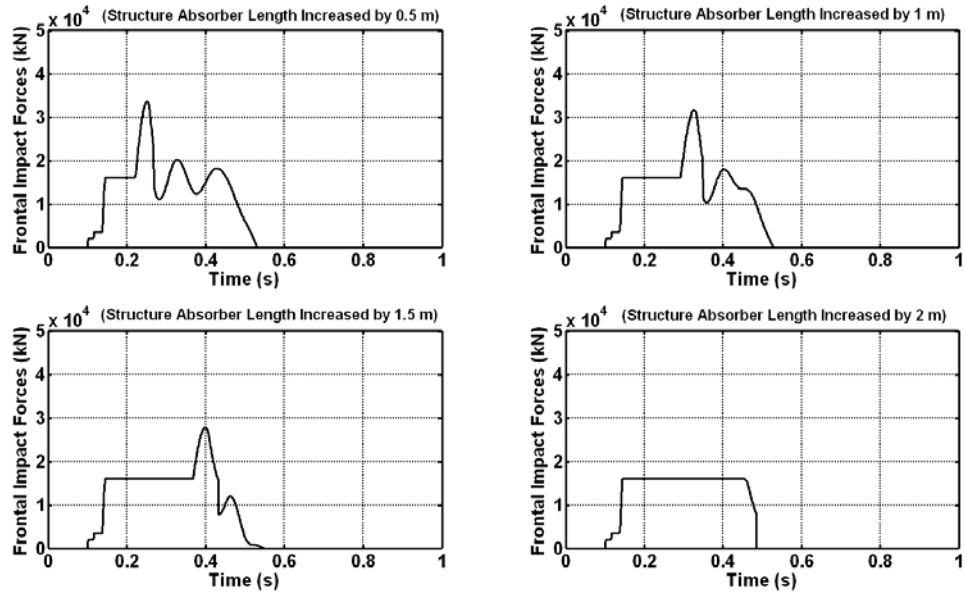 (Structure Absorber Length Increased by 0.5 m)
5 x 10^4
4
3
2
1
0
Frontal Impact Forces (kN)
0 0.2 0.4 0.6 0.8 1
Time (s)
(Structure Absorber Length Increased by 1 m)
5 x 10^4
4
3
2
1
0
Frontal Impact Forces (kN)
0 0.2 0.4 0.6 0.8 1
Time (s)
(Structure Absorber Length Increased by 1.5 m)
5 x 10^4
4
3
2
1
0
Frontal Impact Forces (kN)
0 0.2 0.4 0.6 0.8 1
Time (s)
(Structure Absorber Length Increased by 2 m)
5 x 10^4
4
3
2
1
0
Frontal Impact Forces (kN)
0 0.2 0.4 0.6 0.8 1
Time (s)